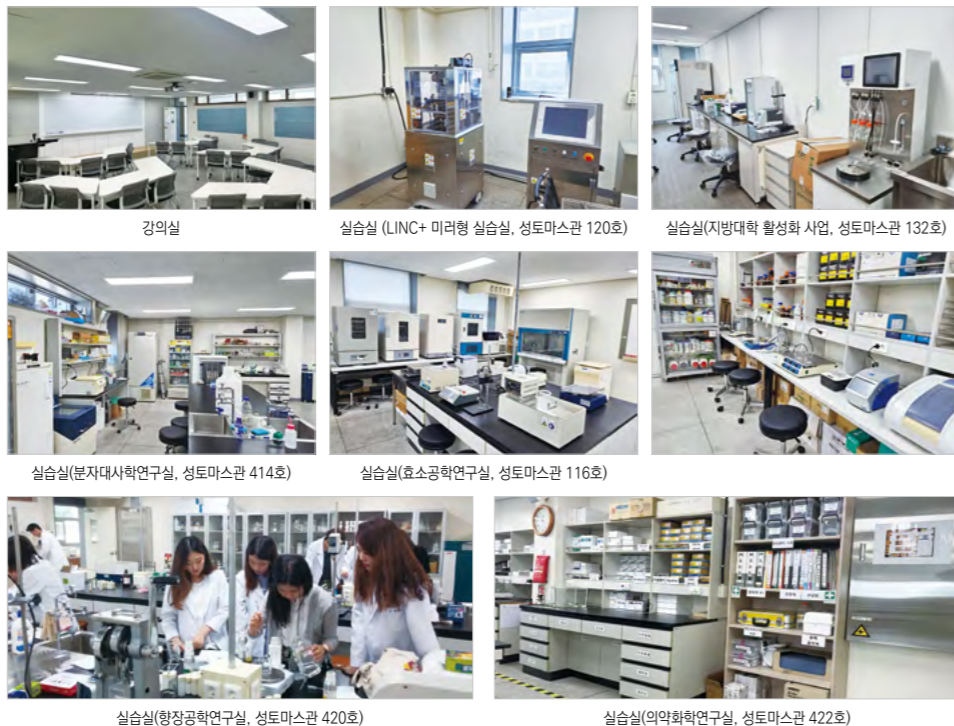 강의실
실습실 (LINC+ 미러형 실습실, 성토마스관 120호)
실습실(지방대학 활성화 사업, 성토마스관 132호)
실습실(분자대사학연구실, 성토마스관 414호)
실습실(효소공학연구실, 성토마스관 116호)
실습실(향장공학연구실, 성토마스관 420호)
실습실(의약화학연구실, 성토마스관 422호)